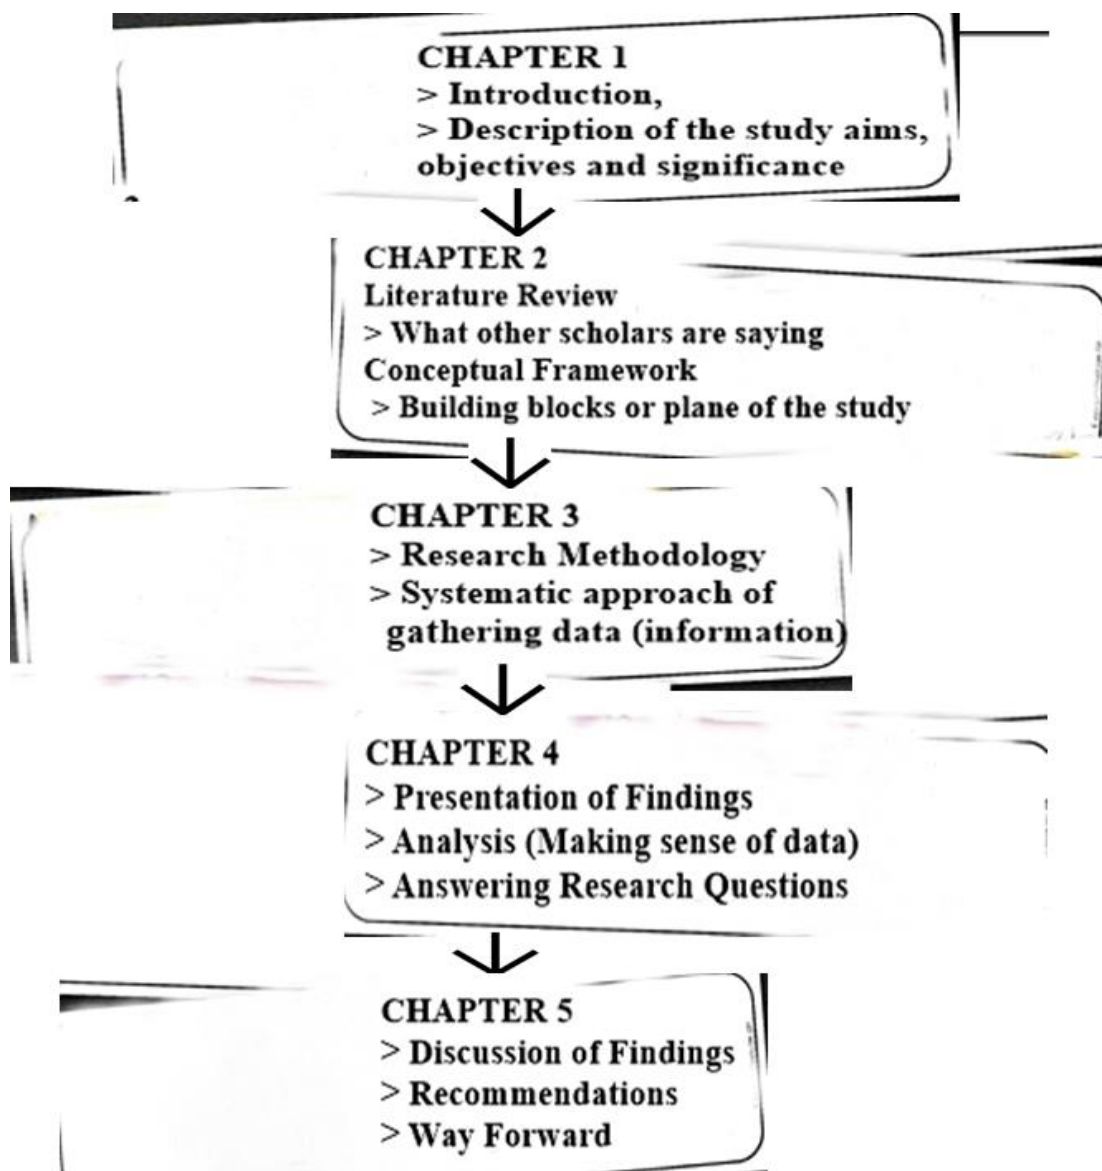 CHAPTER 1
> Introduction,
> Description of the study aims,
objectives and significance
CHAPTER 2
Literature Review
> What other scholars are saying
Conceptual Framework
> Building blocks or plane of the study
CHAPTER 3
> Research Methodology
> Systematic approach of
gathering data (information)
CHAPTER 4
> Presentation of Findings
> Analysis (Making sense of data)
> Answering Research Questions
CHAPTER 5
> Discussion of Findings
> Recommendations
> Way Forward